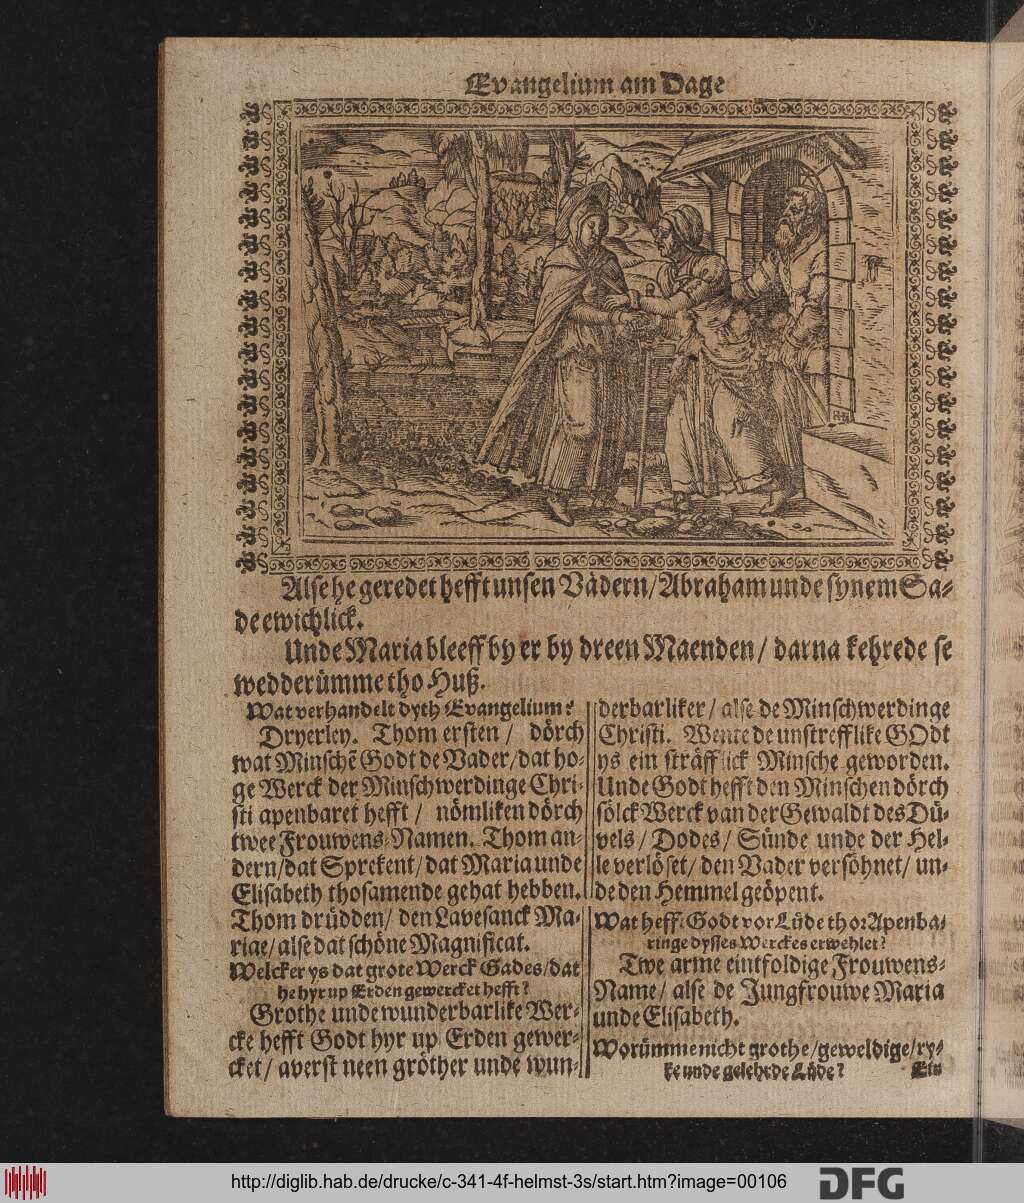 Evangelium am Dage
Alse he geredet hefft unsen Vädern/ Abraham unde synem Sa-
de ewichlick.
Unde Maria bleeff by er by dreen Maenden/ darna kehrede se
wedderümme tho Huß.
Wat verhandelt dyth Evangelium?
Dryerley. Thom ersten/ dörch
wat Minschē Godt de Vader/ dat ho-
ge Werck der Minschwerdinge Chri-
sti apenbaret hefft/ nömliken dörch
twee Frouwens-Namen. Thom an-
dern/ dat Sprekent/ dat Maria unde
Elisabeth thosamende gehat hebben.
Thom drüdden/ den Lavesanck Ma-
riae/ alse dat schöne Magnificat.
Welcker ys dat grote Werck Gades/ dat
he hyr up Erden gewercket hefft?
Grothe unde wunderbarlike Wer-
cke hefft Godt hyr up Erden gewer-
cket/ averst neen gröther unde wun-
derbarliker/ alse de Minschwerdinge
Christi. Wente de unstrefflike GOdt
ys ein sträfflick Minsche geworden.
Unde Godt hefft den Minschen dörch
sölck Werck van der Gewaldt des Dü-
vels/ Dodes/ Sünde unde der Hel-
le verlöset/ den Vader versöhnet/ un-
de den Hemmel geöpent.
Wat hefft Godt vor Lüde thor Apenba-
ringe dysses Werckes erwehlet?
Twe arme eintfoldige Frouwens-
Name/ alse de Jungfrouwe Maria
unde Elisabeth.
Worümme nicht grothe/ geweldige/ ry-
ke unde gelehrde Lüde?
Ein
http://diglib.hab.de/drucke/c-341-4f-helmst-3s/start.htm?image=00106
DFG